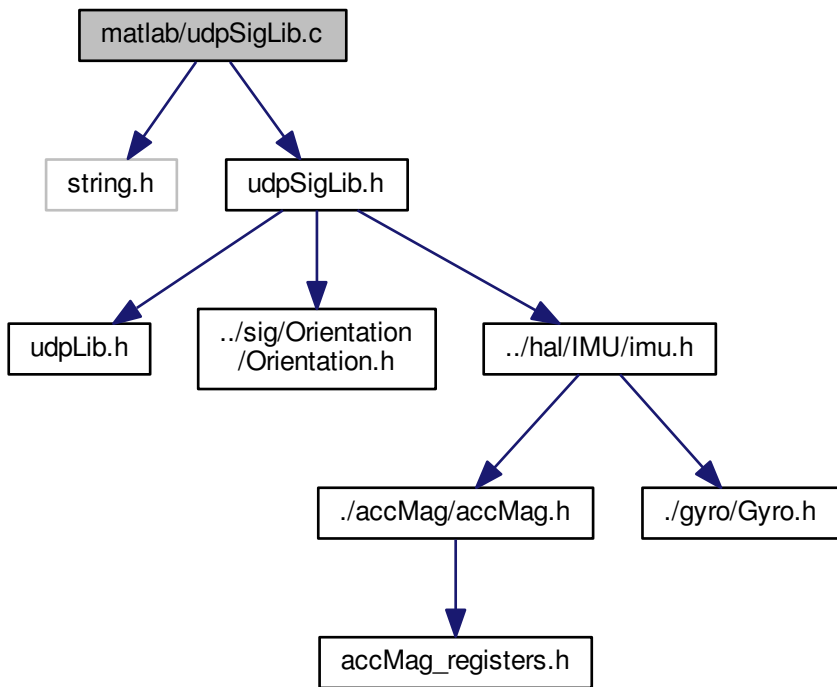 matlab/udpSigLib.c
string.h
udpSigLib.h
udpLib.h
../sig/Orientation
/Orientation.h
../hal/IMU/imu.h
./accMag/accMag.h
./gyro/Gyro.h
accMag_registers.h